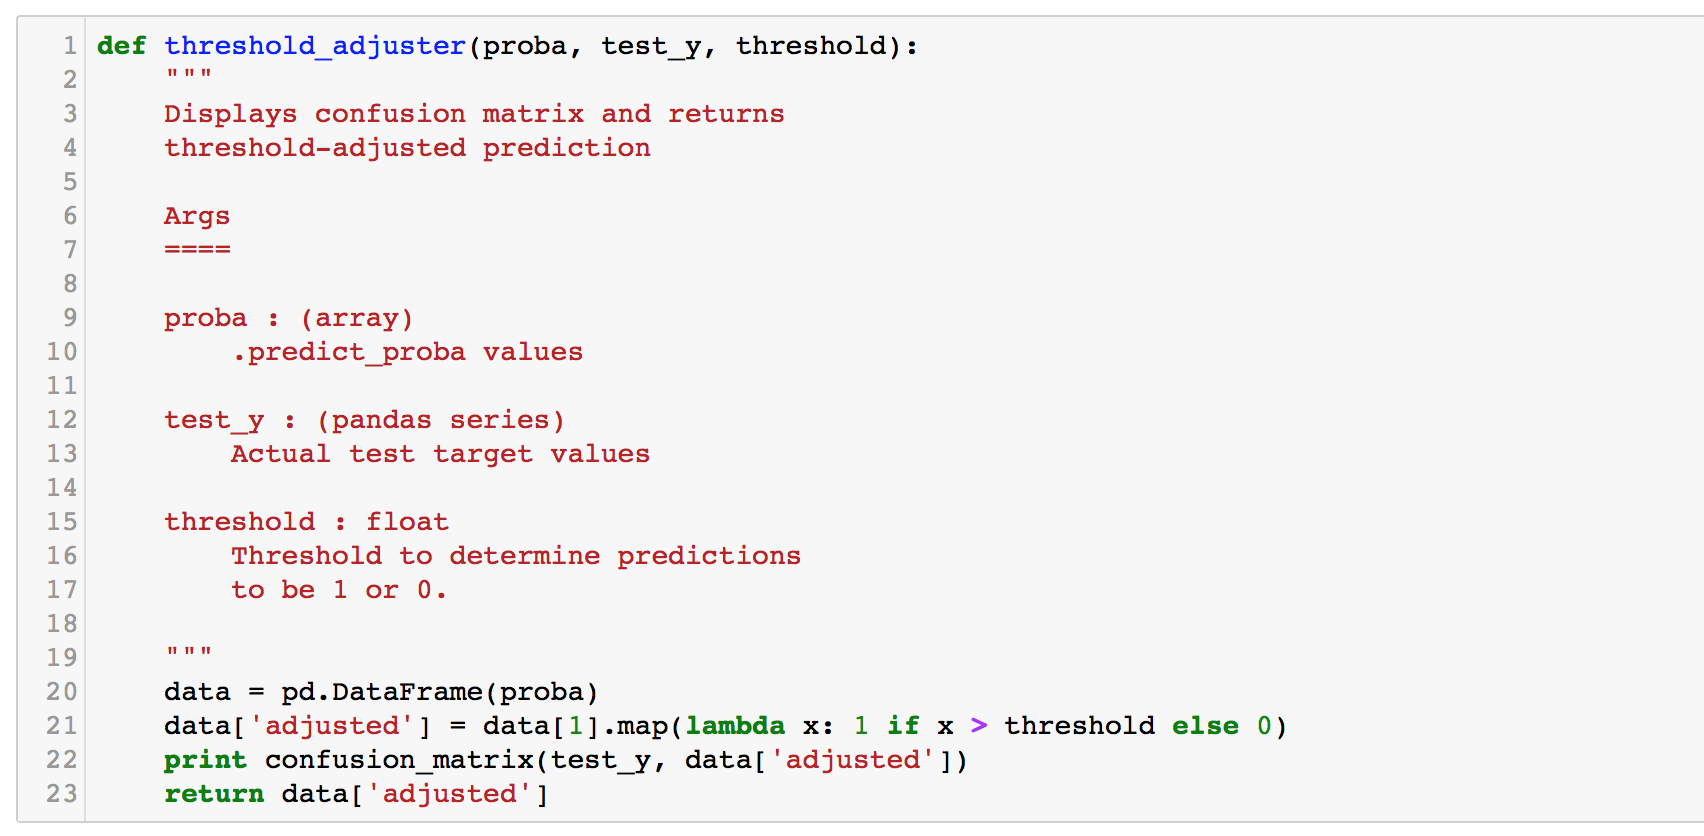 1 def threshold_adjuster(proba, test_y, threshold):
2     """
3     Displays confusion matrix and returns
4     threshold-adjusted prediction
5
6     Args
7     ====
8
9     proba : (array)
10         .predict_proba values
11
12     test_y : (pandas series)
13         Actual test target values
14
15     threshold : float
16         Threshold to determine predictions
17         to be 1 or 0.
18
19     """
20     data = pd.DataFrame(proba)
21     data['adjusted'] = data[1].map(lambda x: 1 if x > threshold else 0)
22     print confusion_matrix(test_y, data['adjusted'])
23     return data['adjusted']